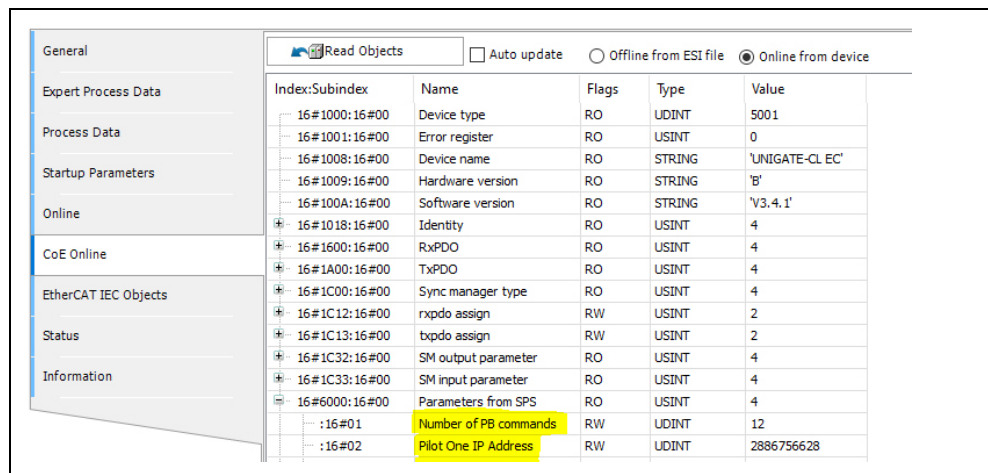 General
Expert Process Data
Process Data
Startup Parameters
Online
CoE Online
EtherCAT IEC Objects
Status
Information
Read Objects Auto update Offline from ESI file Online from device
Index:Subindex Name Flags Type Value
16#1000:16#00 Device type RO UDINT 5001
16#1001:16#00 Error register RO USINT 0
16#1008:16#00 Device name RO STRING 'UNIGATE-CL EC'
16#1009:16#00 Hardware version RO STRING 'B'
16#100A:16#00 Software version RO STRING 'V3.4.1'
16#1018:16#00 Identity RO USINT 4
16#1600:16#00 RxPDO RO USINT 4
16#1A00:16#00 TxPDO RO USINT 4
16#1C00:16#00 Sync manager type RO USINT 4
16#1C12:16#00 rxpdo assign RW USINT 2
16#1C13:16#00 txpdo assign RW USINT 2
16#1C32:16#00 SM output parameter RO USINT 4
16#1C33:16#00 SM input parameter RO USINT 4
16#6000:16#00 Parameters from SPS RO USINT 4
:16#01 Number of PB commands RW UDINT 12
:16#02 Pilot One IP Address RW UDINT 2886756628